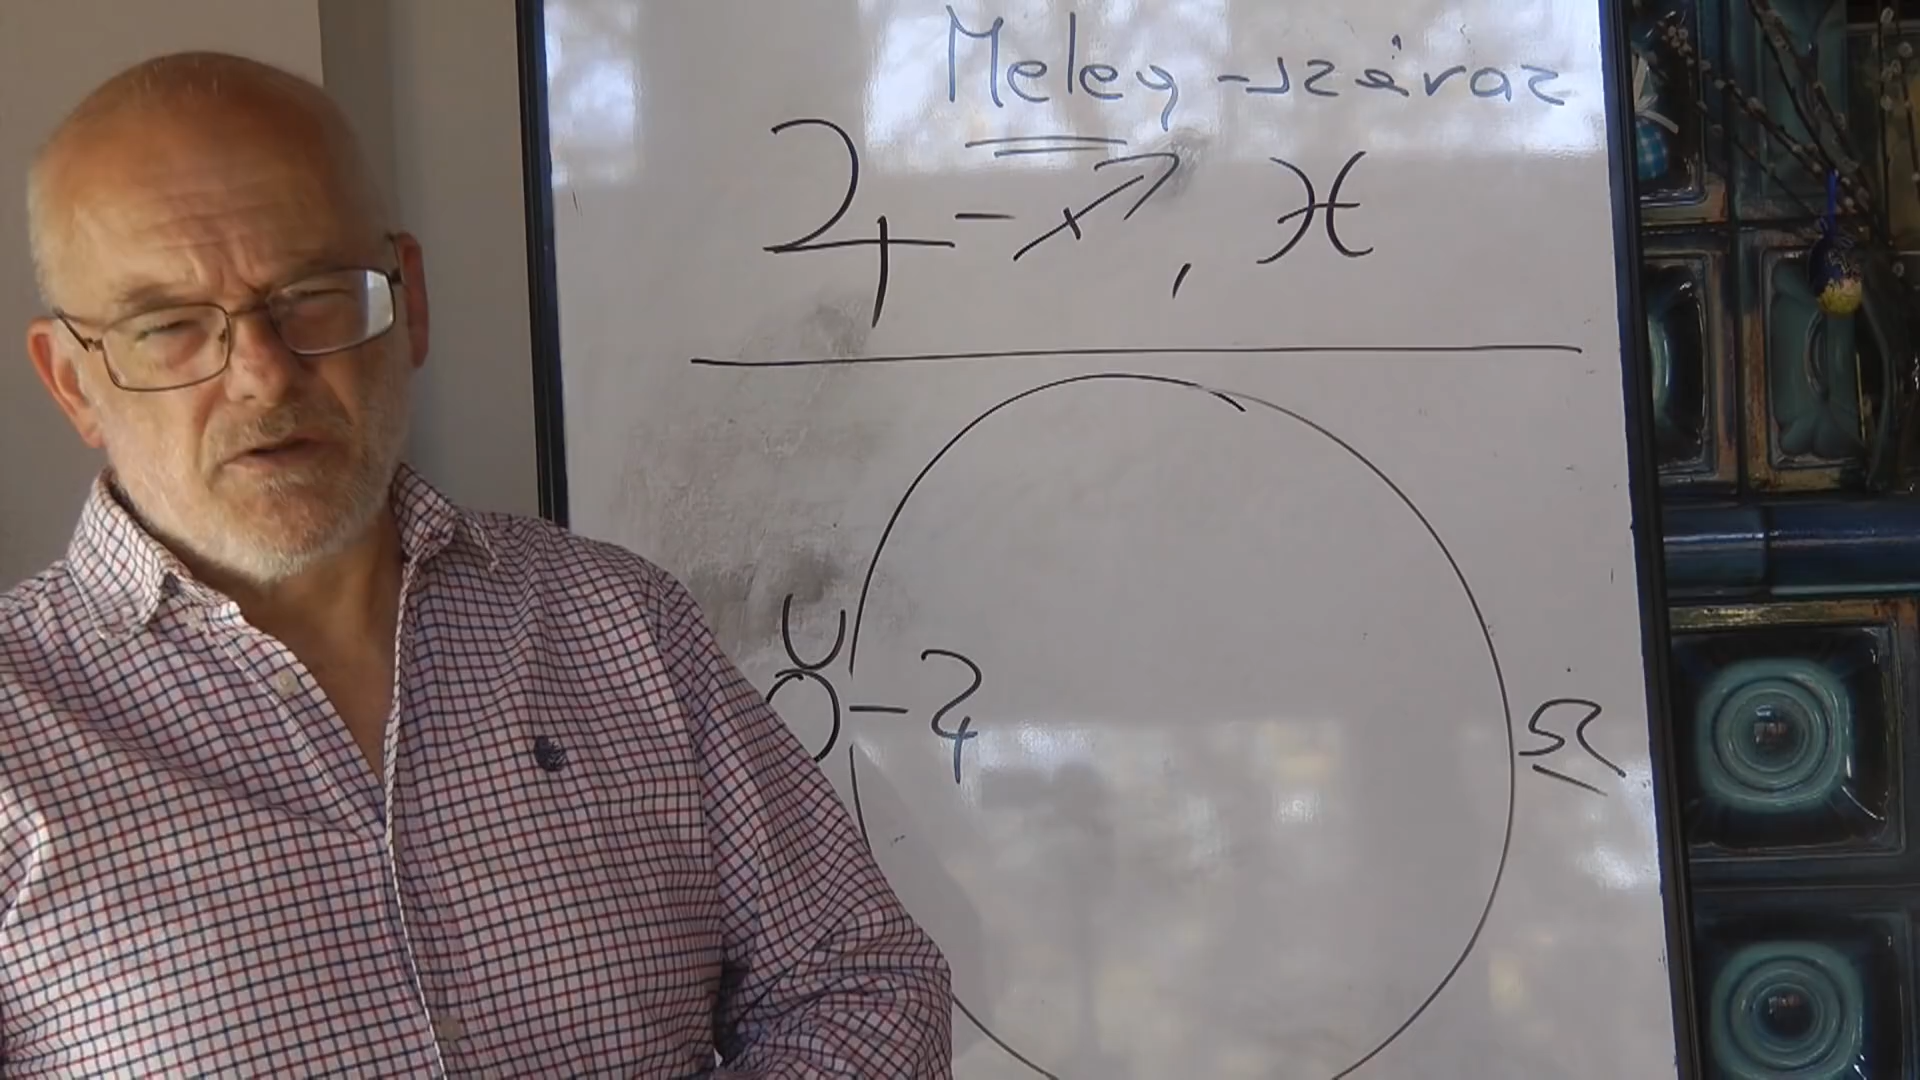 Meleg-száraz
♃ - ♐, ♓
♉ - ♃ ♌